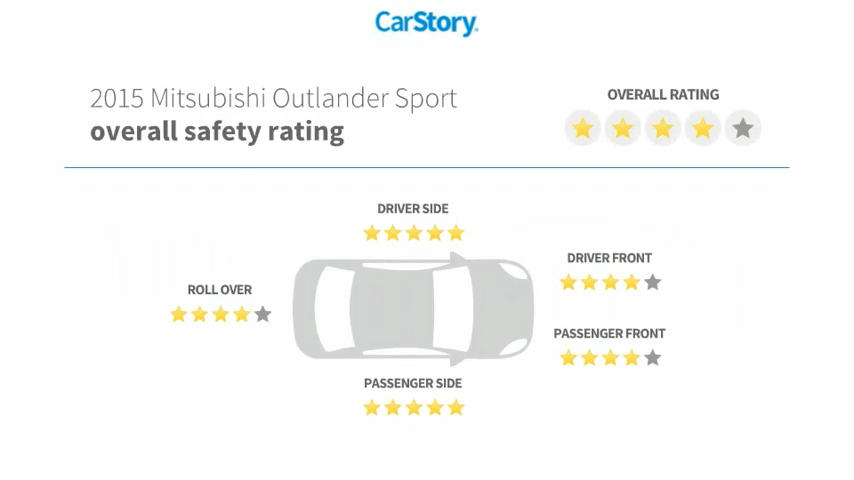 CarStory
2015 Mitsubishi Outlander Sport
overall safety rating
OVERALL RATING
DRIVER SIDE
DRIVER FRONT
ROLL OVER
PASSENGER FRONT
PASSENGER SIDE